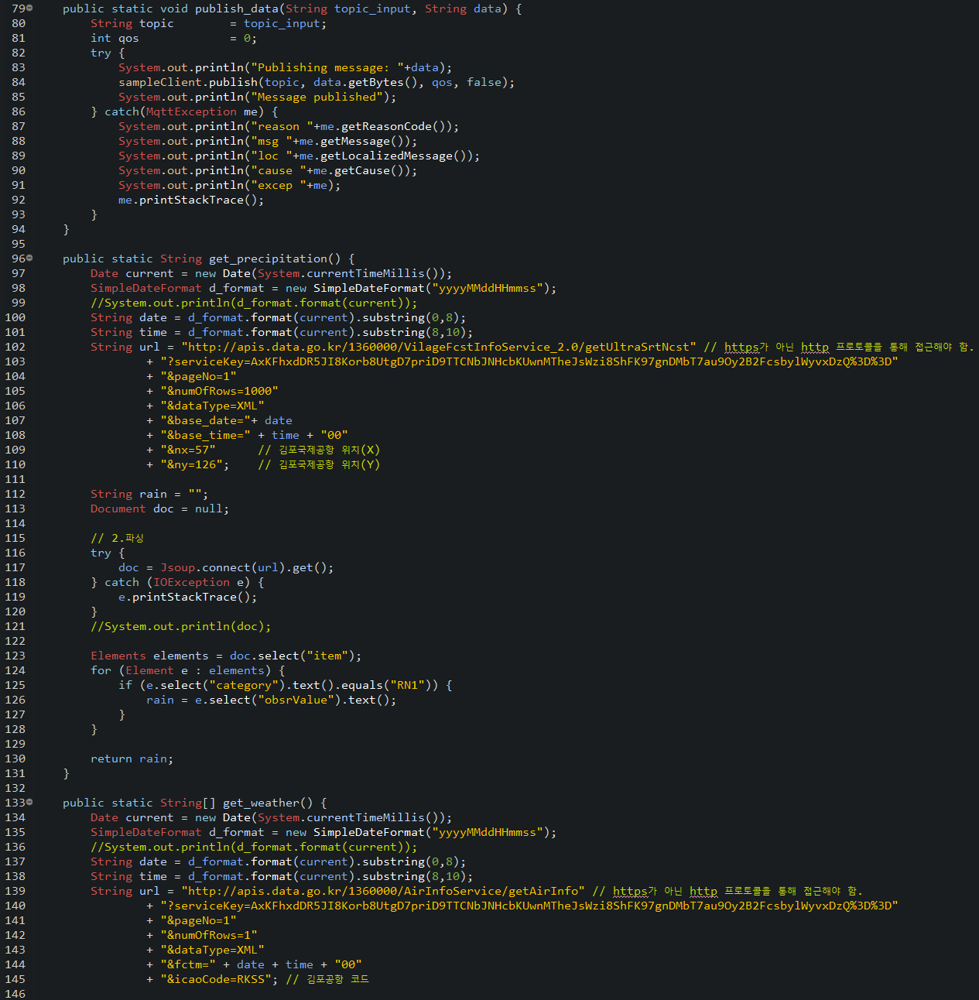 79 public static void publish_data(String topic_input, String data) {
80 String topic = topic_input;
81 int qos = 0;
82 try {
83 System.out.println("Publishing message: "+data);
84 sampleClient.publish(topic, data.getBytes(), qos, false);
85 System.out.println("Message published");
86 } catch(MqttException me) {
87 System.out.println("reason "+me.getReasonCode());
88 System.out.println("msg "+me.getMessage());
89 System.out.println("loc "+me.getLocalizedMessage());
90 System.out.println("cause "+me.getCause());
91 System.out.println("excep "+me);
92 me.printStackTrace();
93 }
94 }
95
96 public static String get_precipitation() {
97 Date current = new Date(System.currentTimeMillis());
98 SimpleDateFormat d_format = new SimpleDateFormat("yyyyMMddHHmmss");
99 //System.out.println(d_format.format(current));
100 String date = d_format.format(current).substring(0,8);
101 String time = d_format.format(current).substring(8,10);
102 String url = "http://apis.data.go.kr/1360000/VilageFcstInfoService_2.0/getUltraSrtNcst" // https가 아닌 http 프로토콜을 통해 접근해야 함.
103 + "?serviceKey=AxKFhxdDR5JI8Korb8UtgD7priD9TTCNbJNHcbKUwnMTheJsWzi8ShFK97gnDMbT7au9Oy2B2FcsbylWyvxDzQ%3D%3D"
104 + "&pageNo=1"
105 + "&numOfRows=1000"
106 + "&dataType=XML"
107 + "&base_date="+ date
108 + "&base_time=" + time + "00"
109 + "&nx=57" // 김포국제공항 위치(X)
110 + "&ny=126"; // 김포국제공항 위치(Y)
111
112 String rain = "";
113 Document doc = null;
114
115 // 2.파싱
116 try {
117 doc = Jsoup.connect(url).get();
118 } catch (IOException e) {
119 e.printStackTrace();
120 }
121 //System.out.println(doc);
122
123 Elements elements = doc.select("item");
124 for (Element e : elements) {
125 if (e.select("category").text().equals("RN1")) {
126 rain = e.select("obsrValue").text();
127 }
128 }
129
130 return rain;
131 }
132
133 public static String[] get_weather() {
134 Date current = new Date(System.currentTimeMillis());
135 SimpleDateFormat d_format = new SimpleDateFormat("yyyyMMddHHmmss");
136 //System.out.println(d_format.format(current));
137 String date = d_format.format(current).substring(0,8);
138 String time = d_format.format(current).substring(8,10);
139 String url = "http://apis.data.go.kr/1360000/AirInfoService/getAirInfo" // https가 아닌 http 프로토콜을 통해 접근해야 함.
140 + "?serviceKey=AxKFhxdDR5JI8Korb8UtgD7priD9TTCNbJNHcbKUwnMTheJsWzi8ShFK97gnDMbT7au9Oy2B2FcsbylWyvxDzQ%3D%3D"
141 + "&pageNo=1"
142 + "&numOfRows=1"
143 + "&dataType=XML"
144 + "&fctm=" + date + time + "00"
145 + "&icaoCode=RKSS"; // 김포공항 코드
146